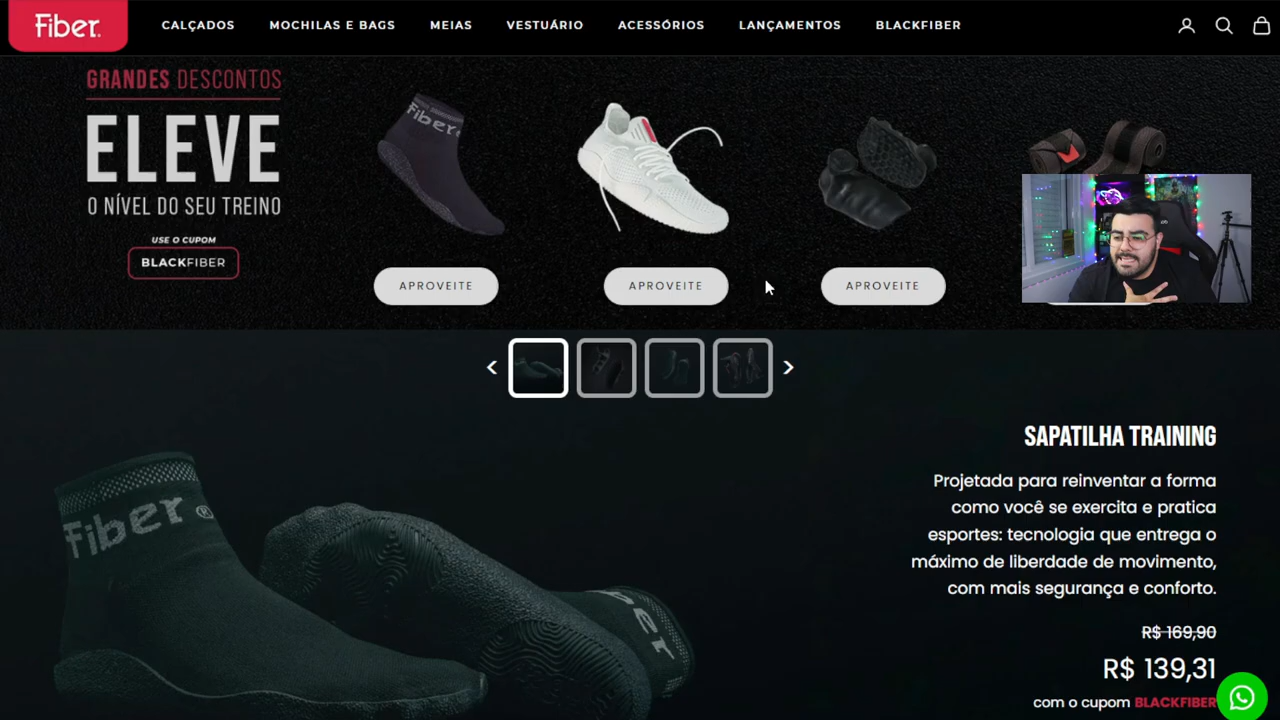 Fiber.
CALÇADOS
MOCHILAS E BAGS
MEIAS
VESTUÁRIO
ACESSÓRIOS
LANÇAMENTOS
BLACKFIBER
GRANDES DESCONTOS
ELEVE
O NÍVEL DO SEU TREINO
USE O CUPOM
BLACKFIBER
Fiber
APROVEITE
APROVEITE
APROVEITE
SAPATILHA TRAINING
Projetada para reinventar a forma
como você se exercita e pratica
esportes: tecnologia que entrega o
máximo de liberdade de movimento,
com mais segurança e conforto.
R$ 169,90
R$ 139,31
com o cupom BLACKFIBER
fiber®